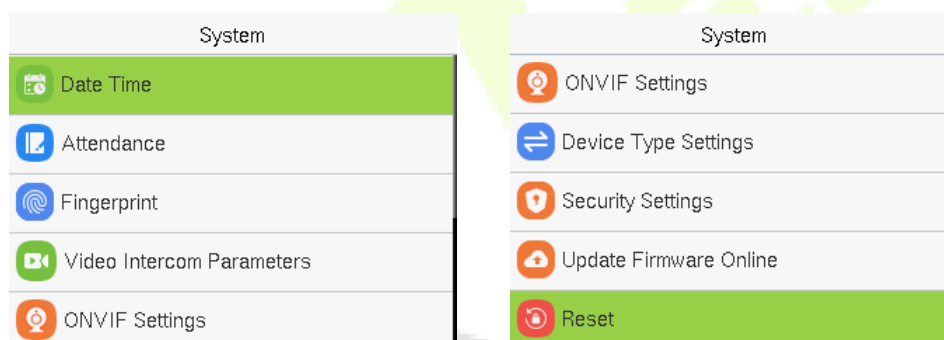 System
Date Time
Attendance
Fingerprint
Video Intercom Parameters
ONVIF Settings
System
ONVIF Settings
Device Type Settings
Security Settings
Update Firmware Online
Reset